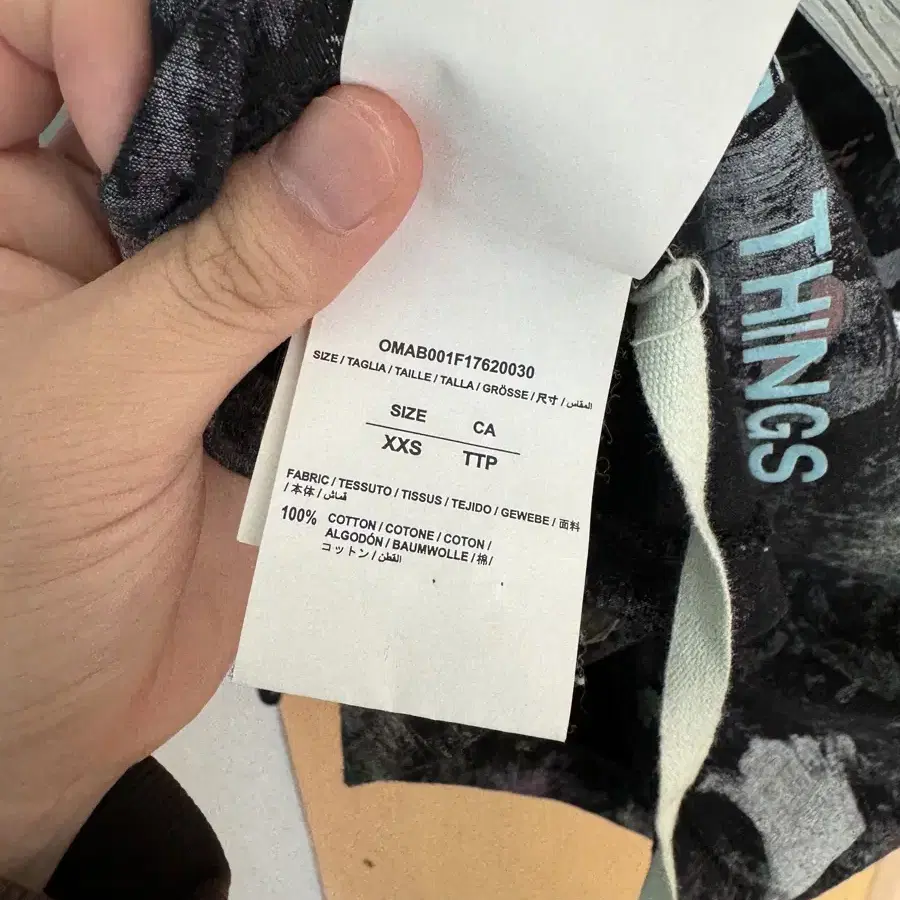 OMAB001F17620030
SIZE / TAGLIA / TAILLE / TALLA / GRÖSSE / 尺寸 / المقاس
SIZE CA
XXS TTP
FABRIC / TESSUTO / TISSUS / TEJIDO / GEWEBE / 面料
/ 本体 / قماش
100% COTTON / COTONE / COTON /
ALGODÓN / BAUMWOLLE / 棉 /
コットン / القطن
THINGS